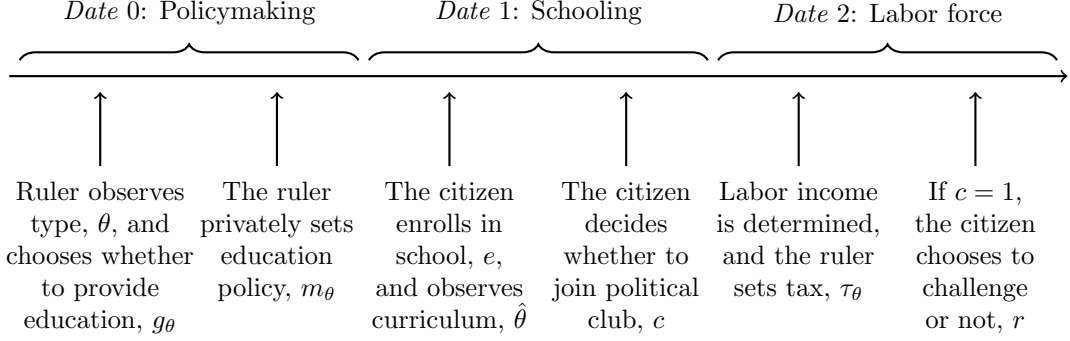 Date 0: Policymaking
Date 1: Schooling
Date 2: Labor force
Ruler observes
type, θ, and
chooses whether
to provide
education, g_θ
The ruler
privately sets
education
policy, m_θ
The citizen
enrolls in
school, e,
and observes
curriculum, θ̂
The citizen
decides
whether to
join political
club, c
Labor income
is determined,
and the ruler
sets tax, τ_θ
If c = 1,
the citizen
chooses to
challenge
or not, r